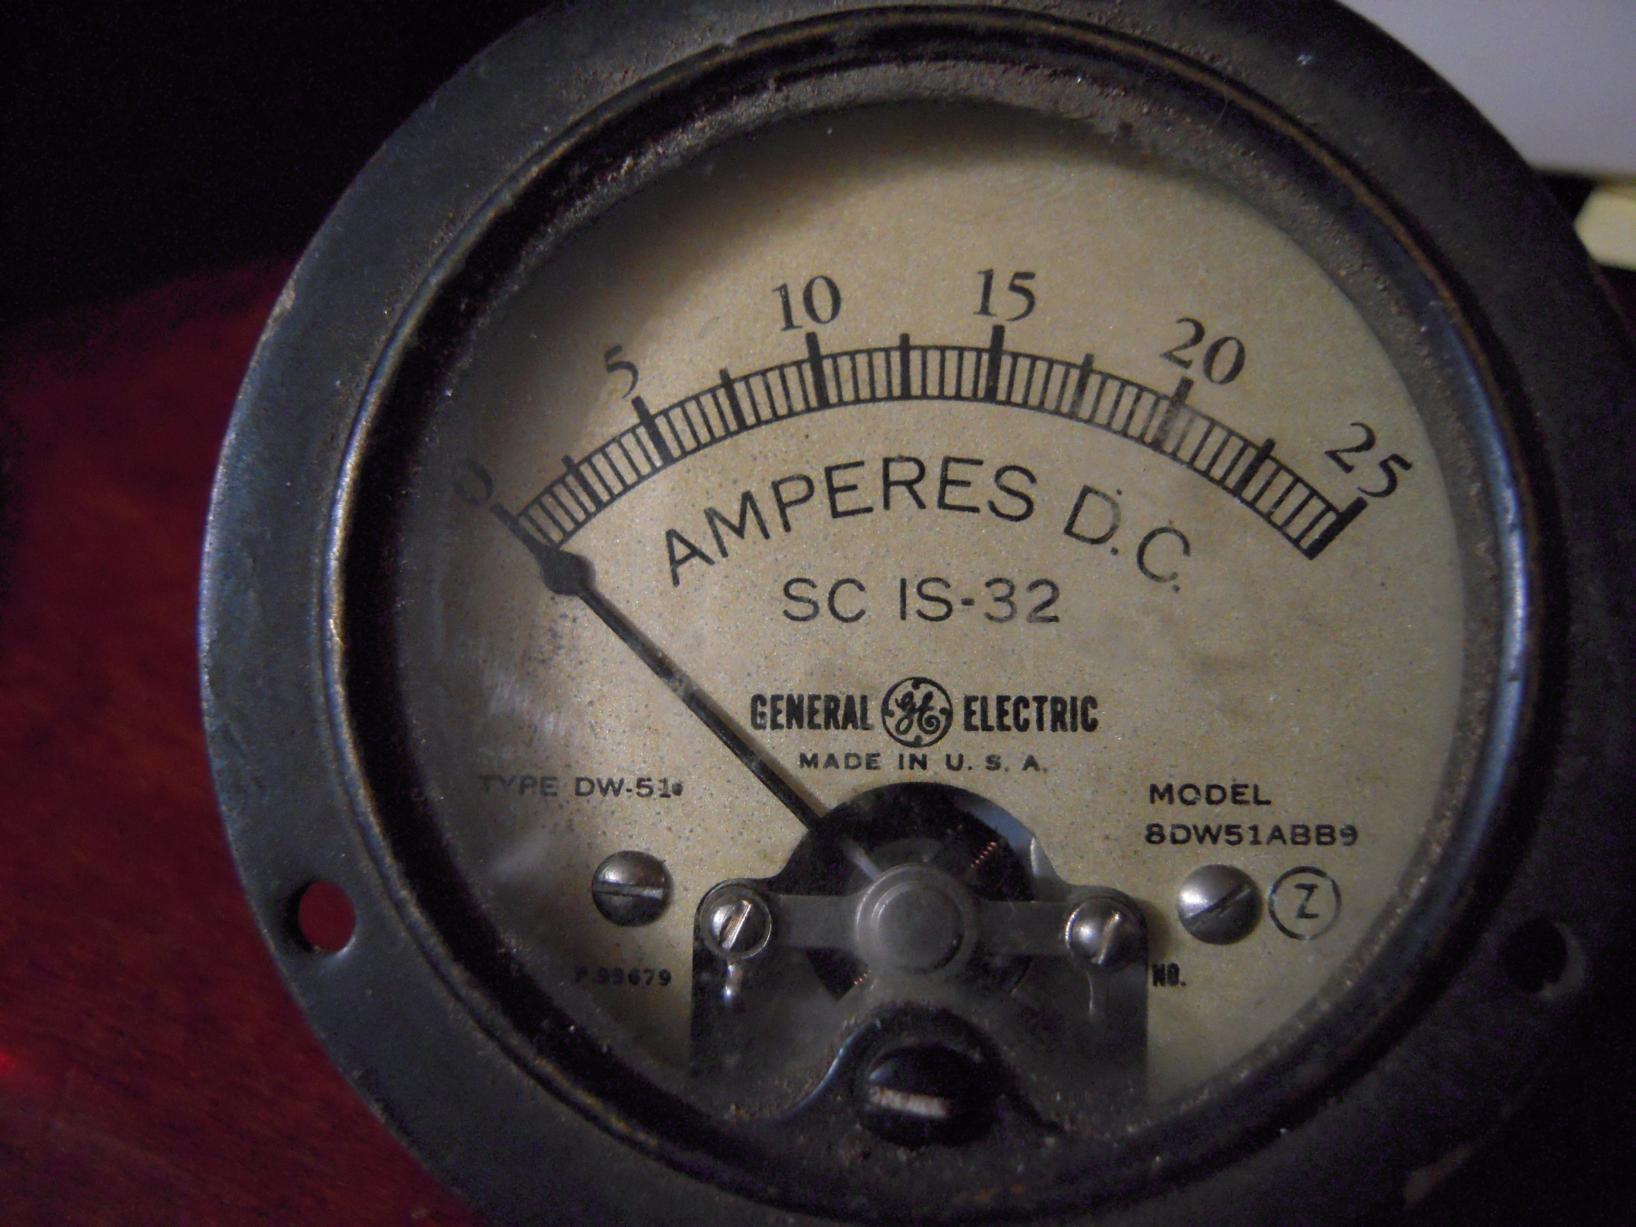 0 5 10 15 20 25
AMPERES D.C.
SC IS-32
GENERAL GE ELECTRIC
MADE IN U. S. A.
TYPE DW-51
MODEL
8DW51ABB9
Z
NO.